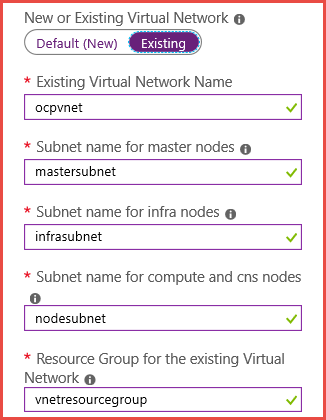 New or Existing Virtual Network
Default (New) Existing
* Existing Virtual Network Name
ocpvnet
* Subnet name for master nodes
mastersubnet
* Subnet name for infra nodes
infrasubnet
* Subnet name for compute and cns nodes
nodesubnet
* Resource Group for the existing Virtual
Network
vnetresourcegroup